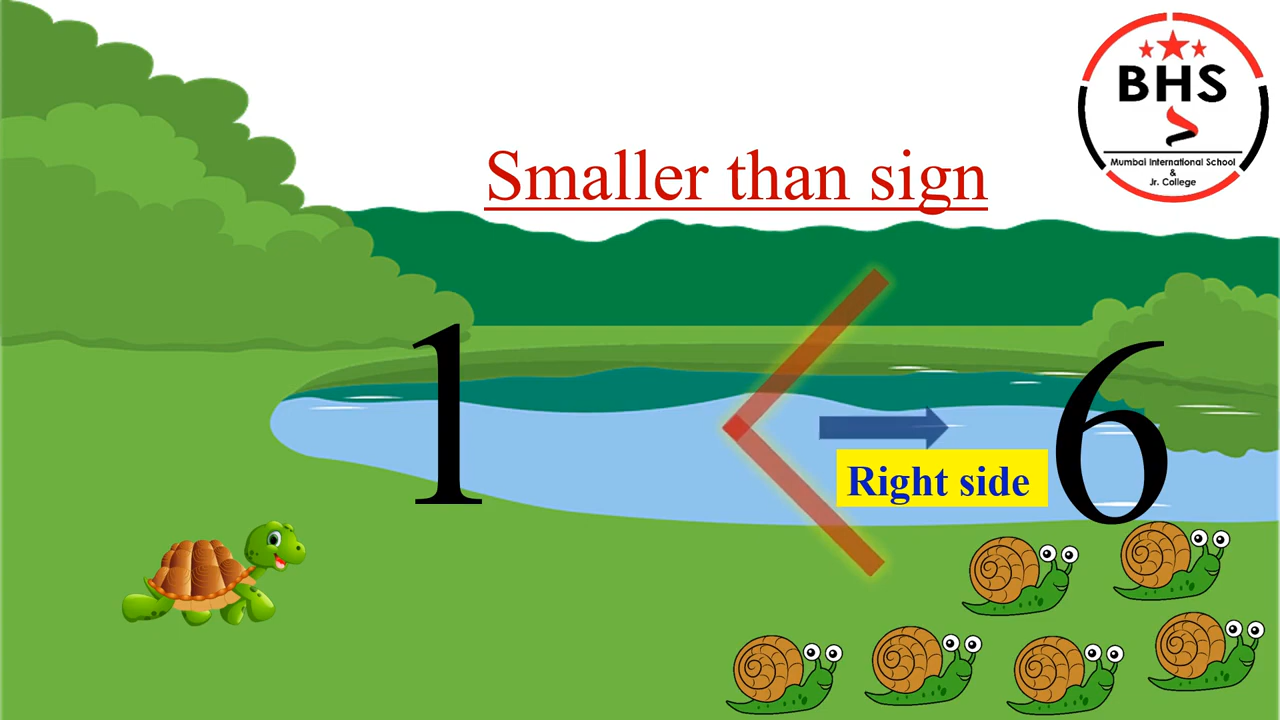 BHS
Mumbai International School
&
Jr. College
Smaller than sign
1 < 6
Right side